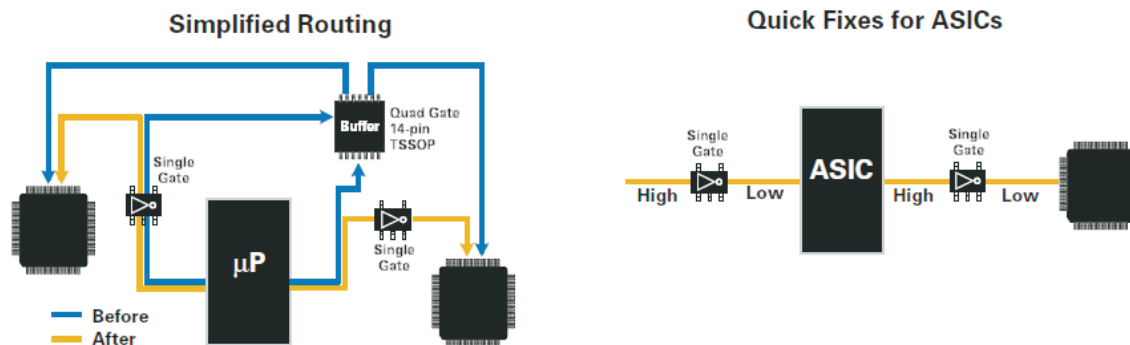 Simplified Routing
Buffer
Quad Gate
14-pin
TSSOP
Single
Gate
Single
Gate
μP
Before
After
Quick Fixes for ASICs
Single
Gate
High
Low
ASIC
Single
Gate
High
Low